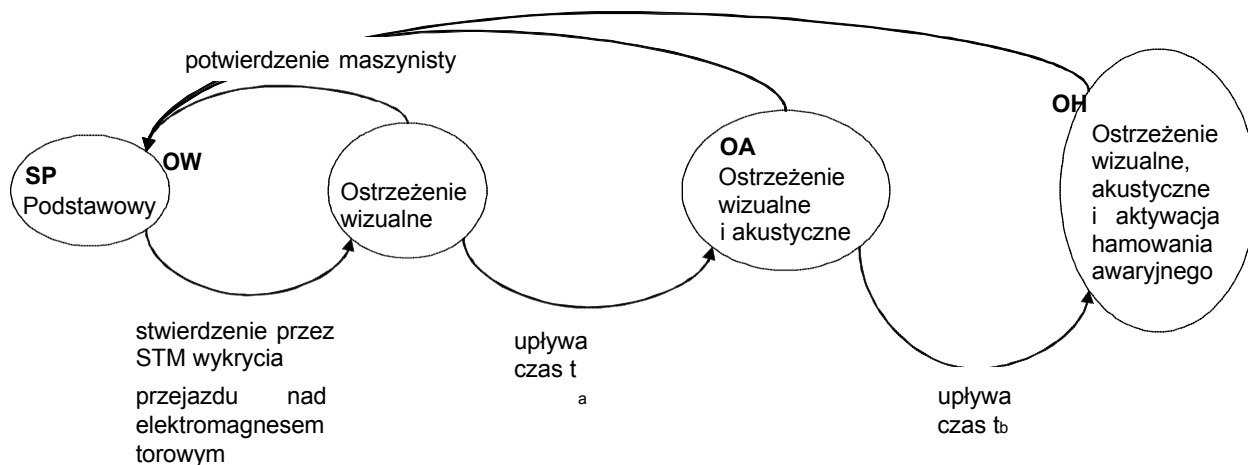 potwierdzenie maszynisty
SP
Podstawowy
OW
Ostrzeżenie
wizualne
OA
Ostrzeżenie
wizualne
i akustyczne
OH
Ostrzeżenie
wizualne,
akustyczne
i aktywacja
hamowania
awaryjnego
stwierdzenie przez
STM wykrycia
przejazdu nad
elektromagnesem
torowym
upływa
czas t
a
upływa
czas tb